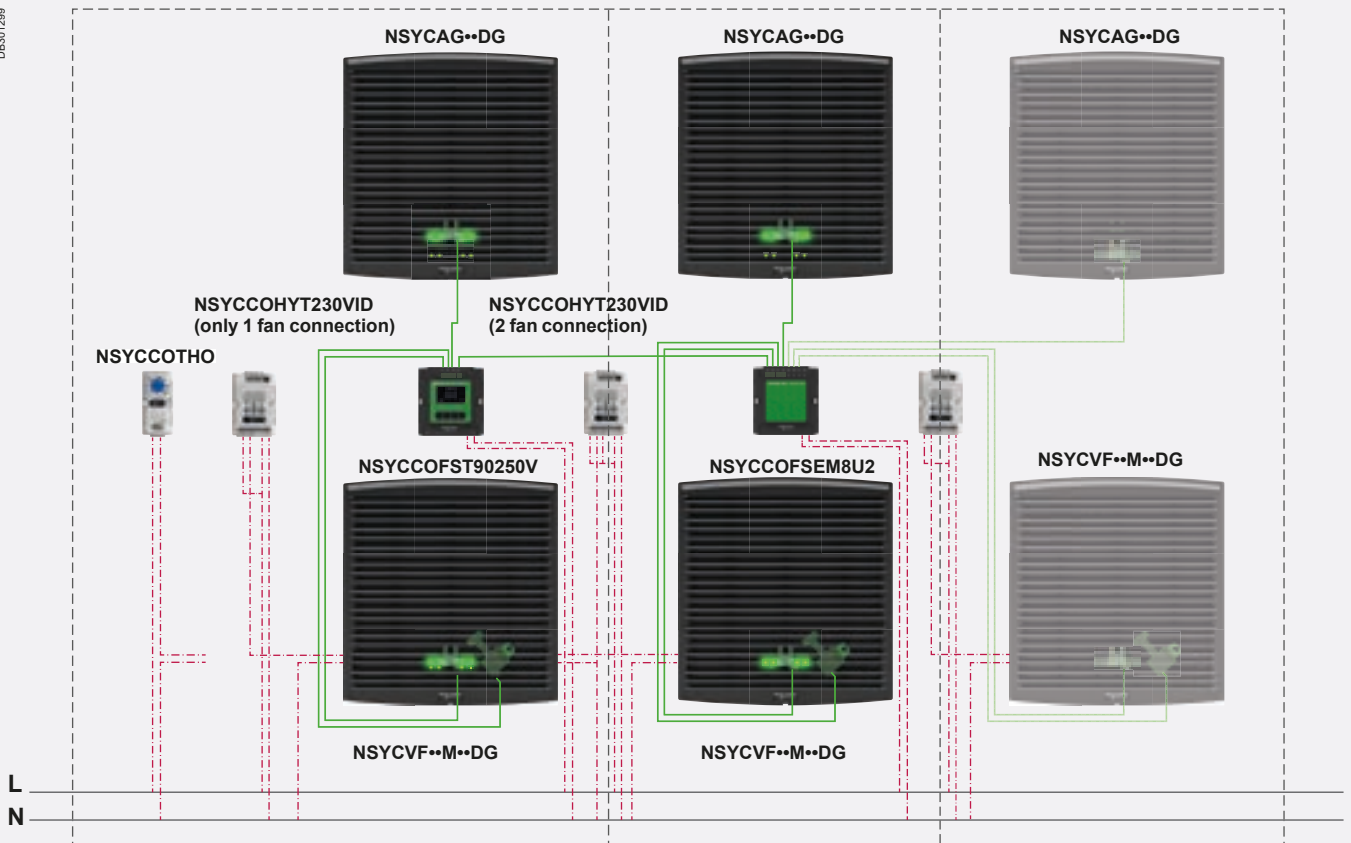 DB301299
NSYCAG••DG
NSYCAG••DG
NSYCAG••DG
NSYCCOHYT230VID
(only 1 fan connection)
NSYCCOHYT230VID
(2 fan connection)
NSYCCOTHO
NSYCCOFST90250V
NSYCCOFSEM8U2
NSYCVF••M••DG
NSYCVF••M••DG
NSYCVF••M••DG
L
N